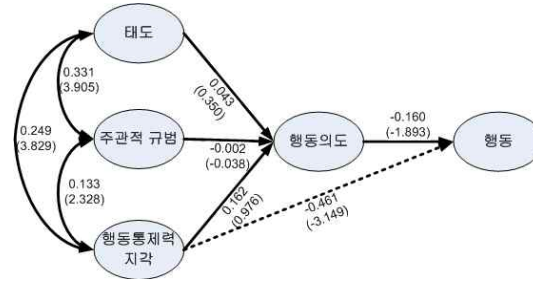 태도
0.331
(3.905)
0.043
(0.350)
0.249
(3.829)
주관적 규범
-0.002
(-0.038)
행동의도
-0.160
(-1.893)
행동
0.133
(2.328)
0.162
(0.976)
-0.461
(-3.149)
행동통제력
지각